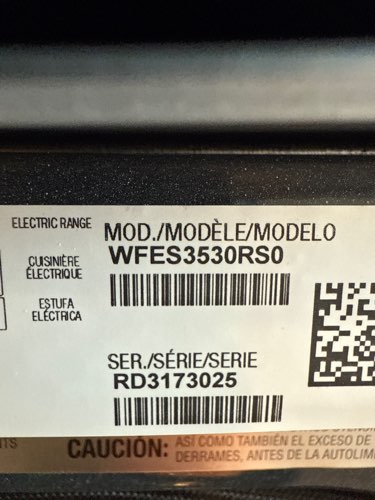 ELECTRIC RANGE
CUISINIÈRE
ÉLECTRIQUE
ESTUFA
ELÉCTRICA
MOD./MODÈLE/MODELO
WFES3530RS0
SER./SÉRIE/SERIE
RD3173025
CAUCIÓN:
ASÍ COMO TAMBIÉN EL EXCESO DE
DERRAMES, ANTES DE LA AUTOLIM